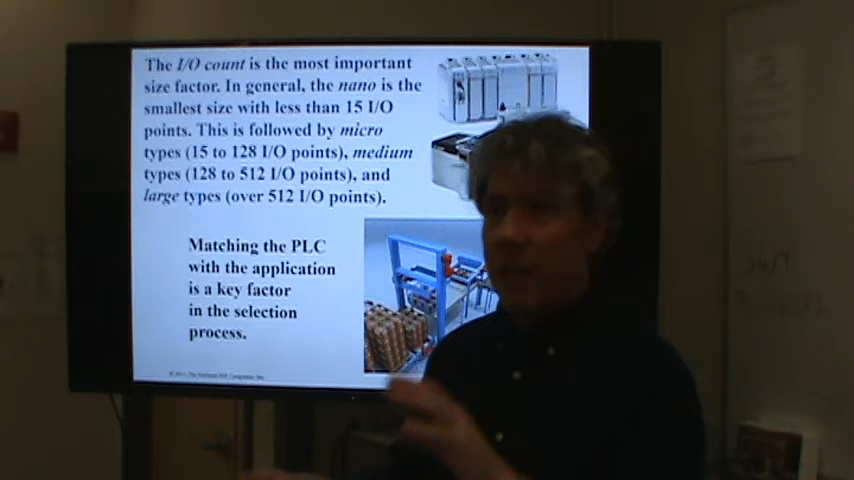 The I/O count is the most important
size factor. In general, the nano is the
smallest size with less than 15 I/O
points. This is followed by micro
types (15 to 128 I/O points), medium
types (128 to 512 I/O points), and
large types (over 512 I/O points).
Matching the PLC
with the application
is a key factor
in the selection
process.